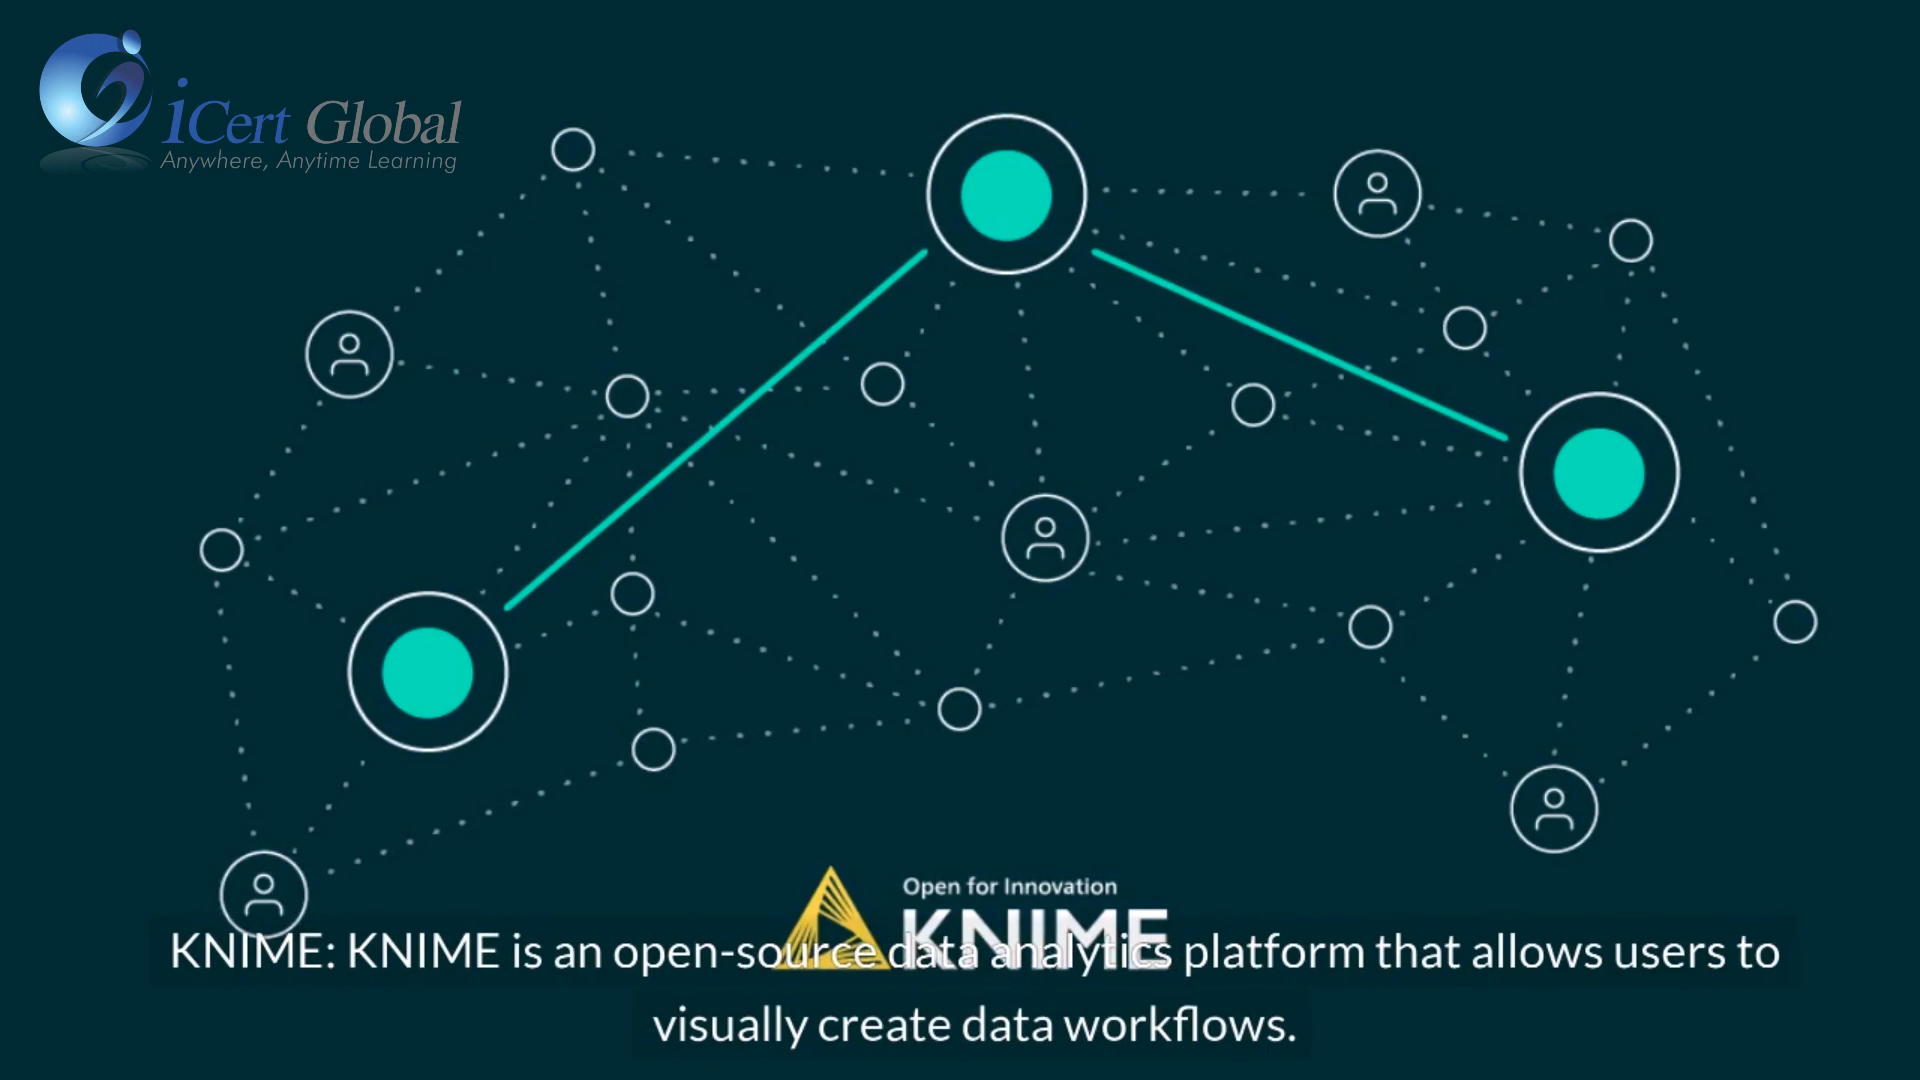 iCert Global
Anywhere, Anytime Learning
Open for Innovation
KNIME
KNIME: KNIME is an open-source data analytics platform that allows users to
visually create data workflows.